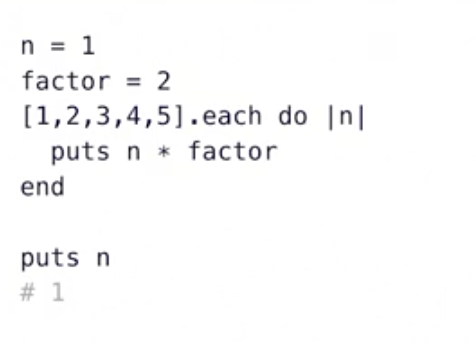 n = 1
factor = 2
[1,2,3,4,5].each do |n|
  puts n * factor
end

puts n
# 1